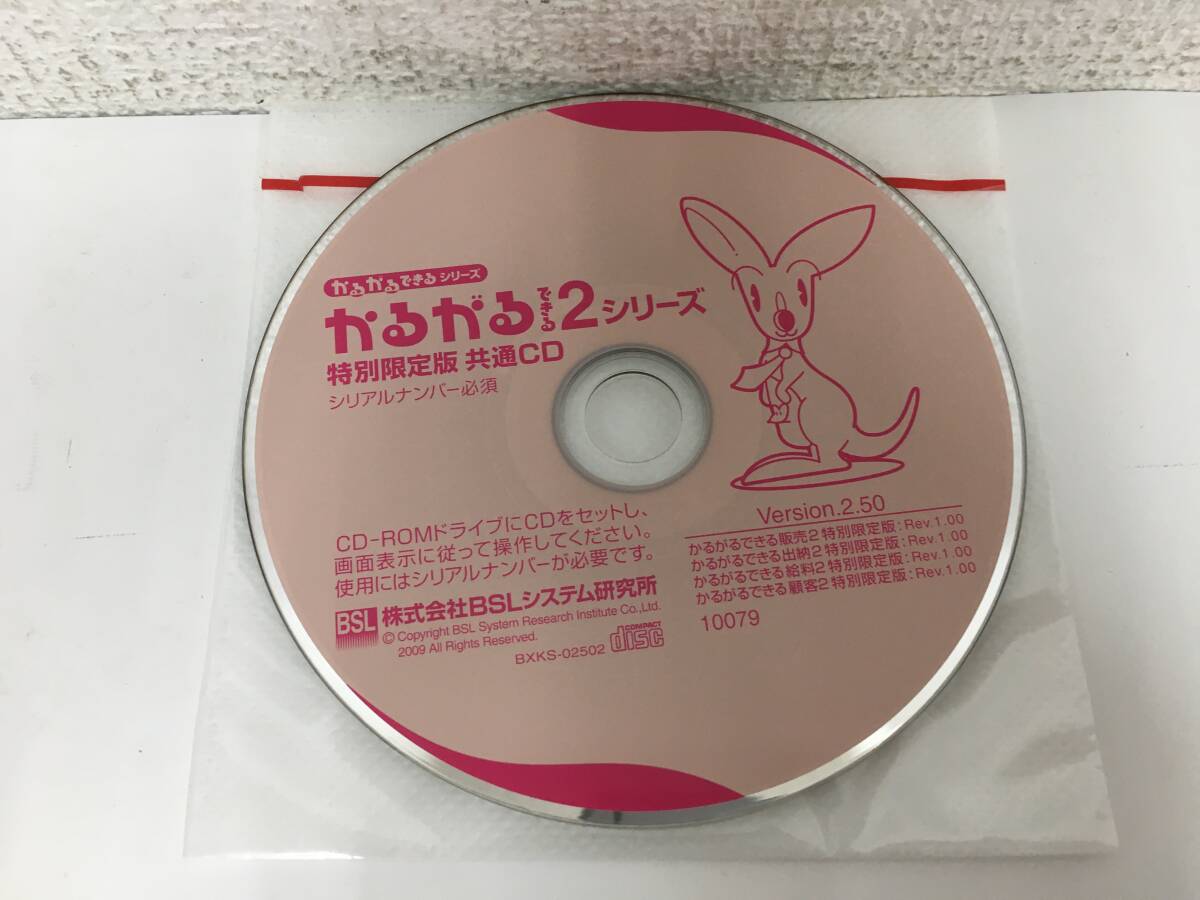 かるがるできるシリーズ
かるがるできる2シリーズ
特別限定版 共通CD
シリアルナンバー必須
CD-ROMドライブにCDをセットし、
画面表示に従って操作してください。
使用にはシリアルナンバーが必要です。
BSL 株式会社BSLシステム研究所
© Copyright BSL System Research Institute Co.,Ltd.
2009 All Rights Reserved.
BXKS-02502 COMPACT disc
Version.2.50
かるがるできる販売2 特別限定版：Rev.1.00
かるがるできる出納2 特別限定版：Rev.1.00
かるがるできる給料2 特別限定版：Rev.1.00
かるがるできる顧客2 特別限定版：Rev.1.00
10079